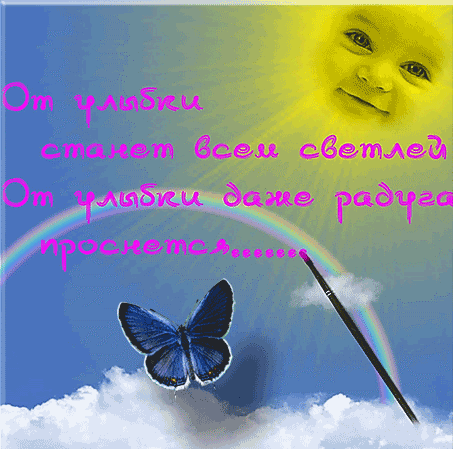 От улыбки
станет всем светлей
От улыбки даже радуга
проснется.......